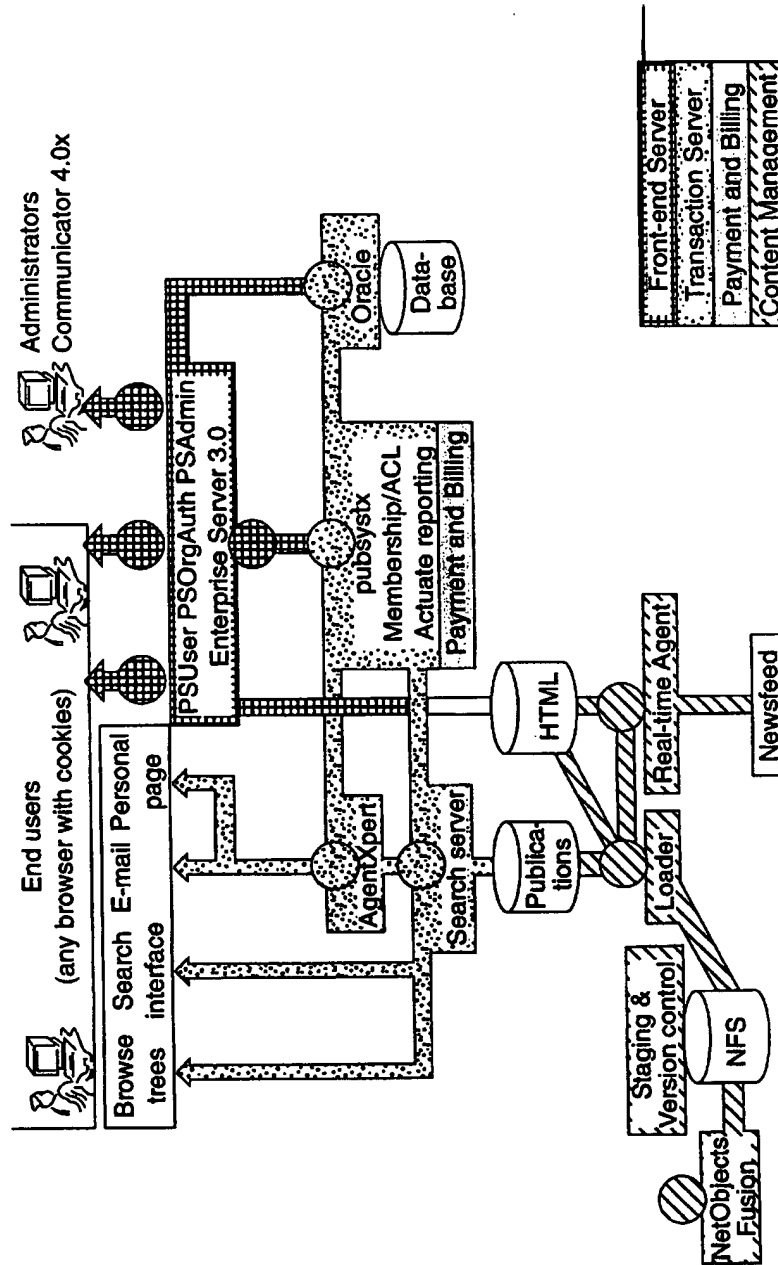 End users
(any browser with cookies)
Administrators
Communicator 4.0x
Browse
trees
Search
interface
E-mail
Personal
page
PSUser PSOrgAuth PSAdmin
Enterprise Server 3.0
AgentXpert
Search server
pubsystx
Membership/ACL
Actuate reporting
Payment and Billing
Oracle
Data-
base
Publica-
tions
HTML
Staging &
Version control
Loader
Real-time Agent
NetObjects
Fusion
NFS
Newsfeed
Front-end Server
Transaction Server
Payment and Billing
Content Management